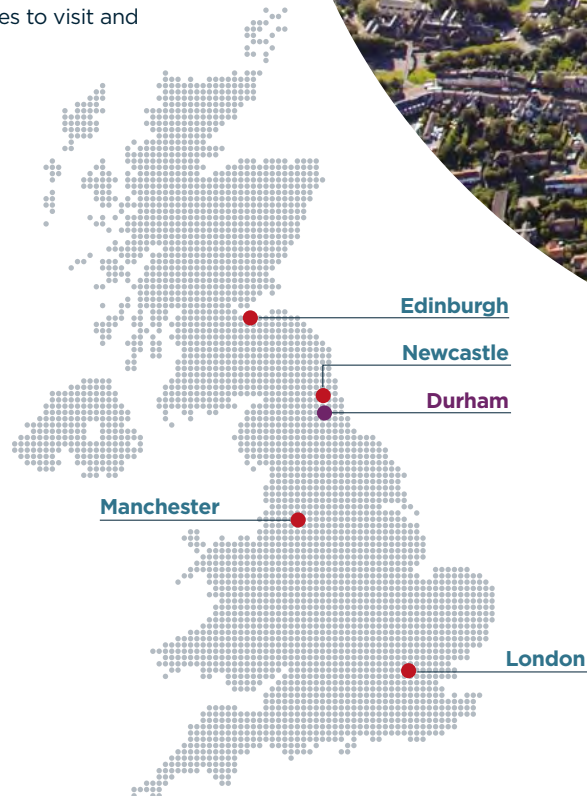 es to visit and
Edinburgh
Newcastle
Durham
Manchester
London